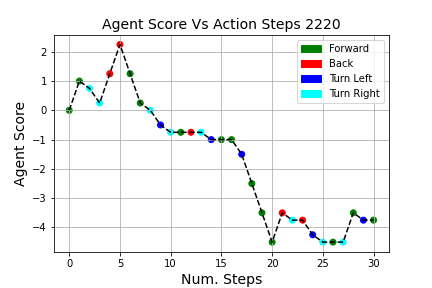 Agent Score Vs Action Steps 2220
Forward
Back
Turn Left
Turn Right
Agent Score
2
1
0
−1
−2
−3
−4
0 5 10 15 20 25 30
Num. Steps